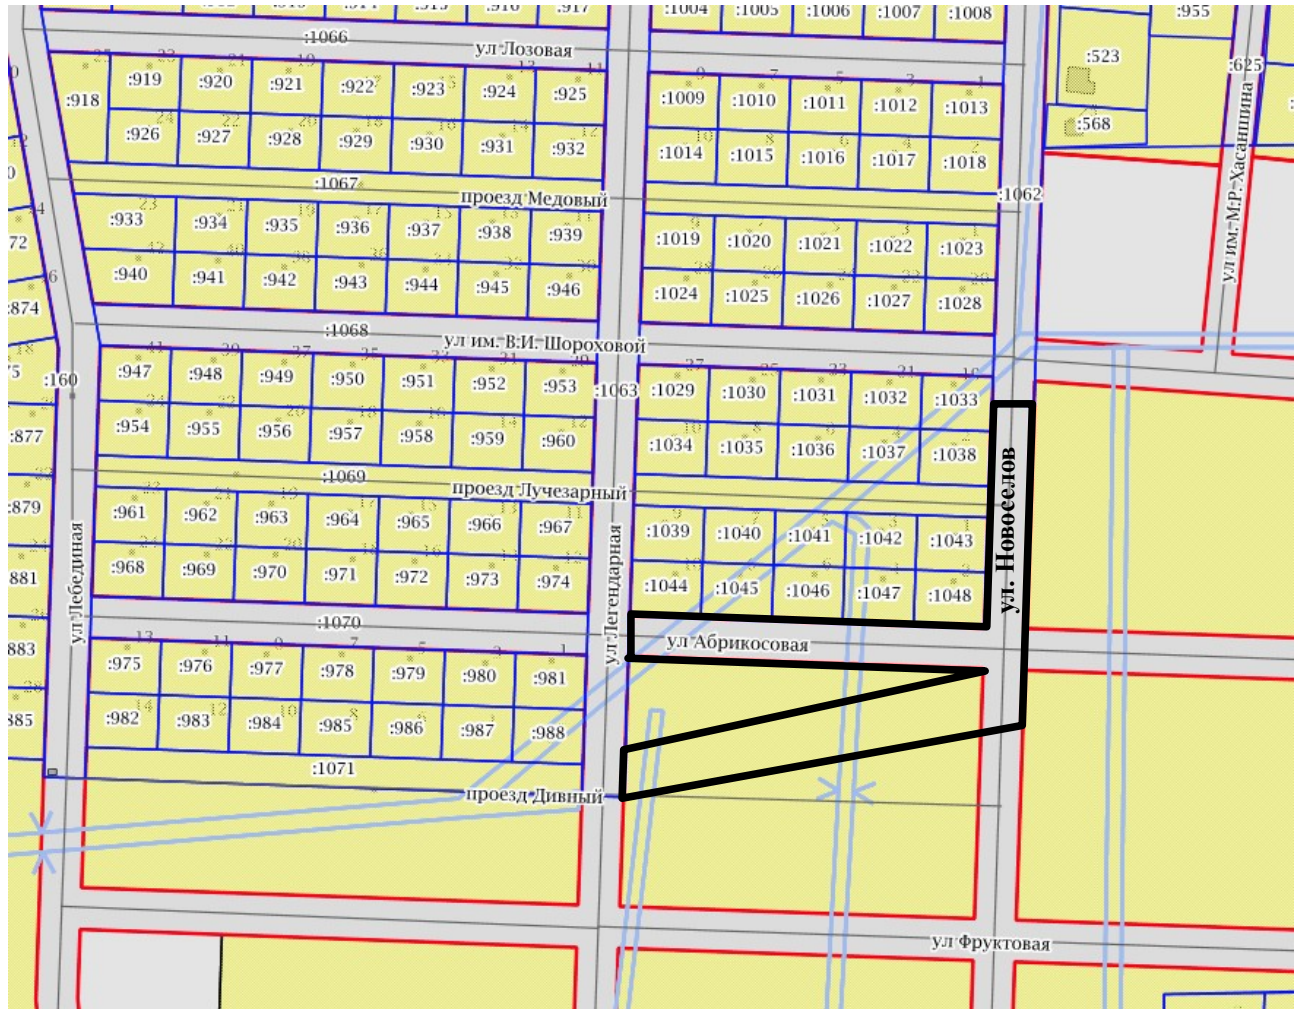 :1004 :1005 :1006 :1007 :1008 :955
:1066
ул Лозовая
:523 :625
:918 :919 :920 :921 :922 :923 :924 :925
:1009 :1010 :1011 :1012 :1013
:568
:926 :927 :928 :929 :930 :931 :932
:1014 :1015 :1016 :1017 :1018
:1067
проезд Медовый
:1062
ул им. М.Р. Хасаншина
:933 :934 :935 :936 :937 :938 :939
:1019 :1020 :1021 :1022 :1023
:940 :941 :942 :943 :944 :945 :946
:1024 :1025 :1026 :1027 :1028
:874
:1068
ул им. В.И. Шороховой
:160
:947 :948 :949 :950 :951 :952 :953
:1063
:1029 :1030 :1031 :1032 :1033
:877
:954 :955 :956 :957 :958 :959 :960
:1034 :1035 :1036 :1037 :1038
:1069
проезд Лучезарный
ул. Новоселов
:879
:961 :962 :963 :964 :965 :966 :967
:1039 :1040 :1041 :1042 :1043
881
:968 :969 :970 :971 :972 :973 :974
:1044 :1045 :1046 :1047 :1048
ул Лебединая
ул Легендарная
:1070
ул Абрикосовая
883
:975 :976 :977 :978 :979 :980 :981
885
:982 :983 :984 :985 :986 :987 :988
:1071
проезд Дивный
ул Фруктовая